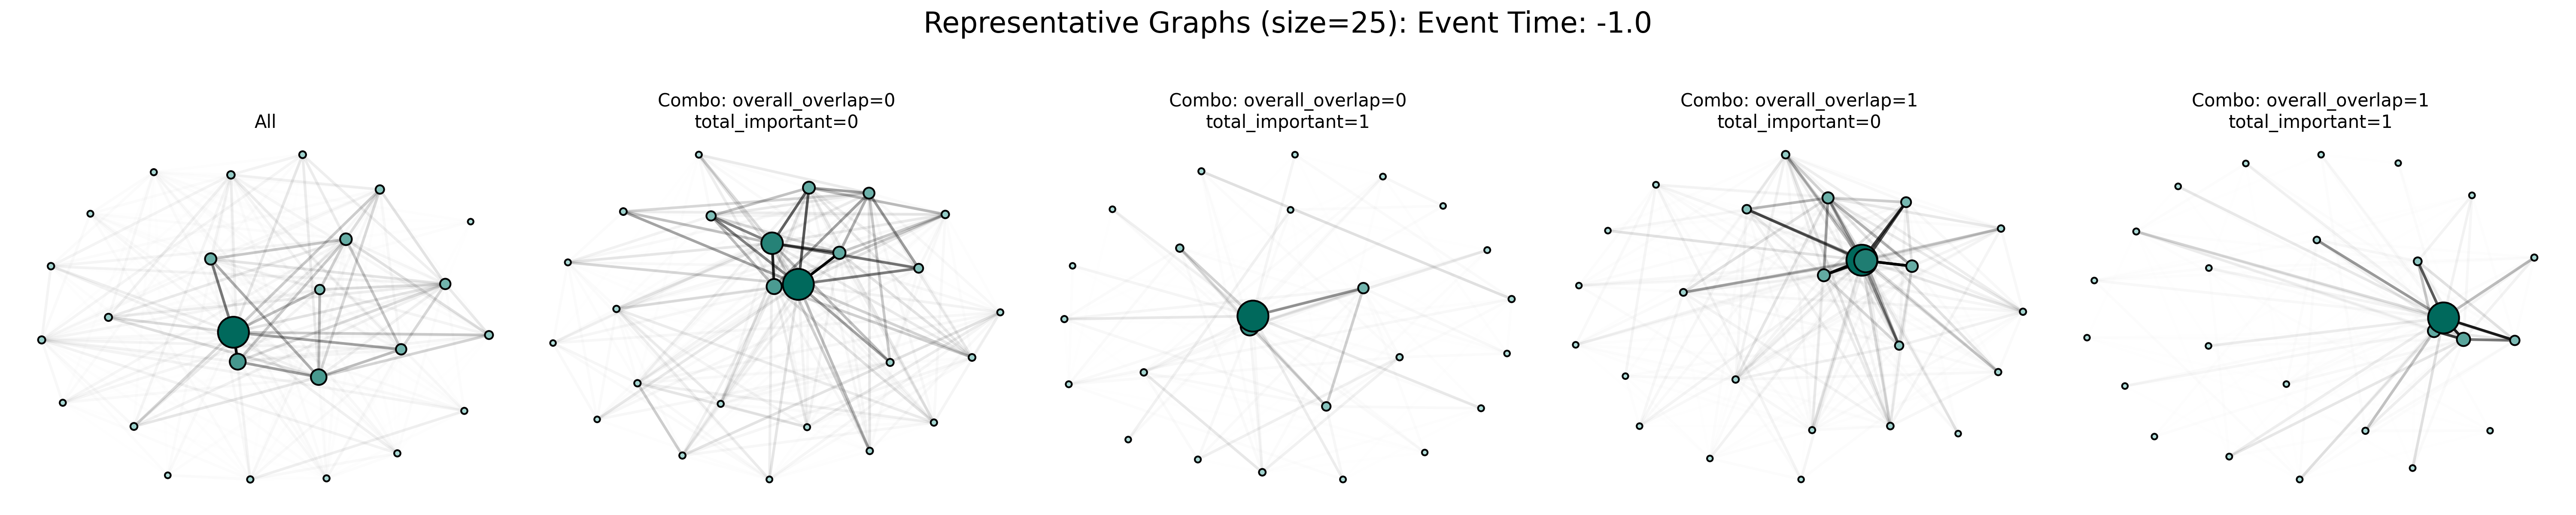 Representative Graphs (size=25): Event Time: -1.0
All
Combo: overall_overlap=0
total_important=0
Combo: overall_overlap=0
total_important=1
Combo: overall_overlap=1
total_important=0
Combo: overall_overlap=1
total_important=1